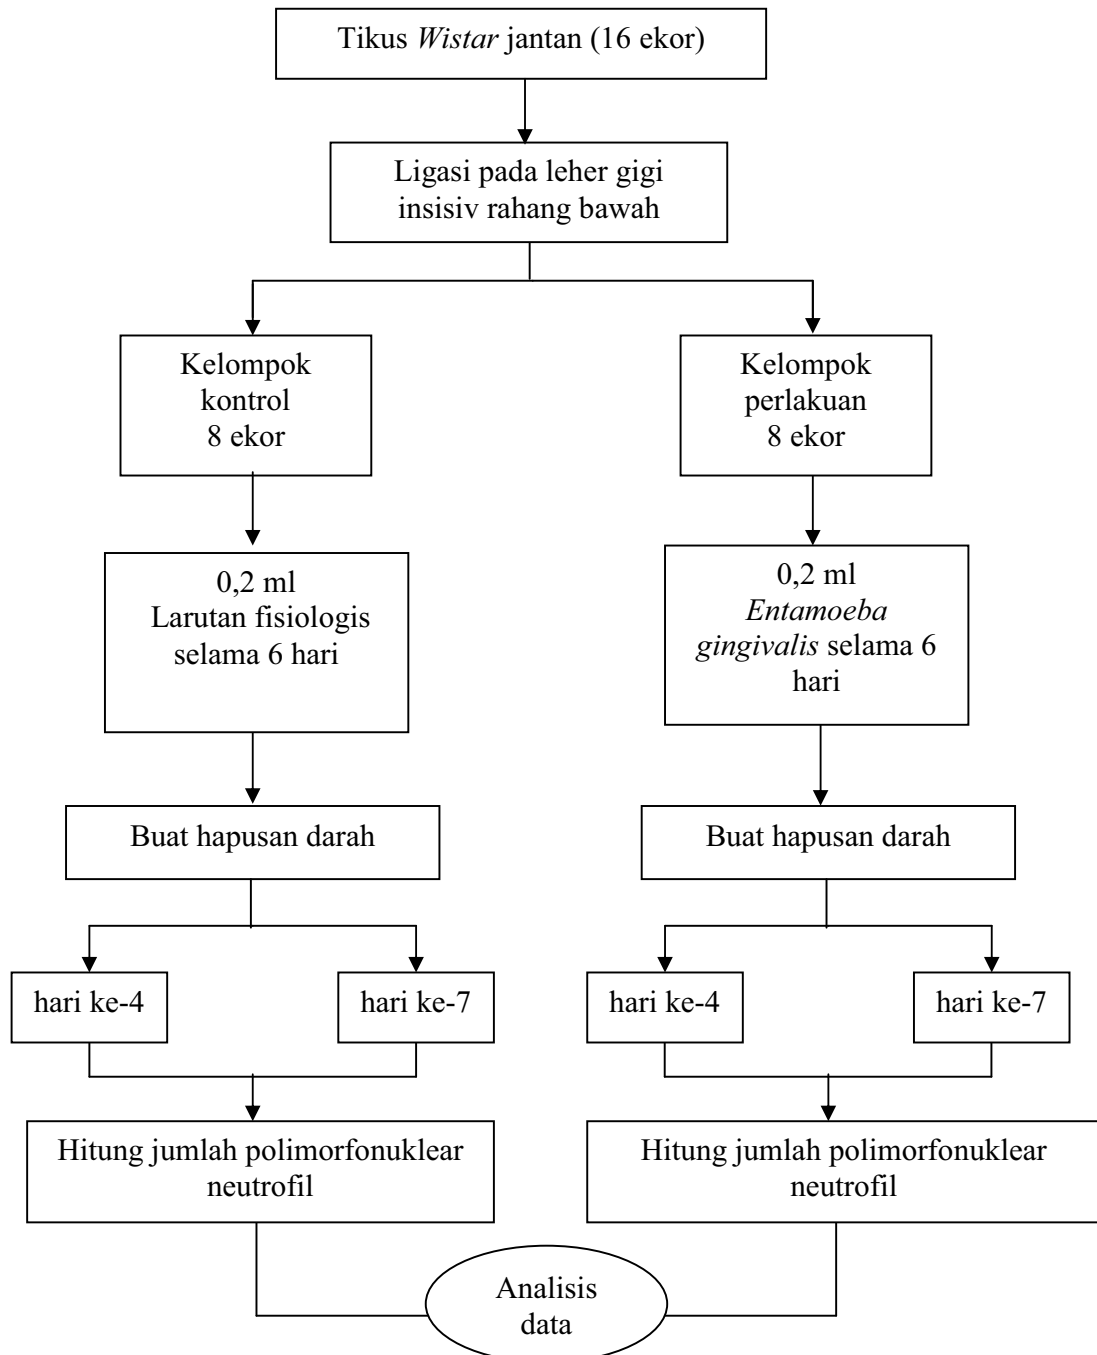 Tikus Wistar jantan (16 ekor)
Ligasi pada leher gigi
insisiv rahang bawah
Kelompok
kontrol
8 ekor
Kelompok
perlakuan
8 ekor
0,2 ml
Larutan fisiologis
selama 6 hari
0,2 ml
Entamoeba
gingivalis selama 6
hari
Buat hapusan darah
Buat hapusan darah
hari ke-4
hari ke-7
hari ke-4
hari ke-7
Hitung jumlah polimorfonuklear
neutrofil
Hitung jumlah polimorfonuklear
neutrofil
Analisis
data